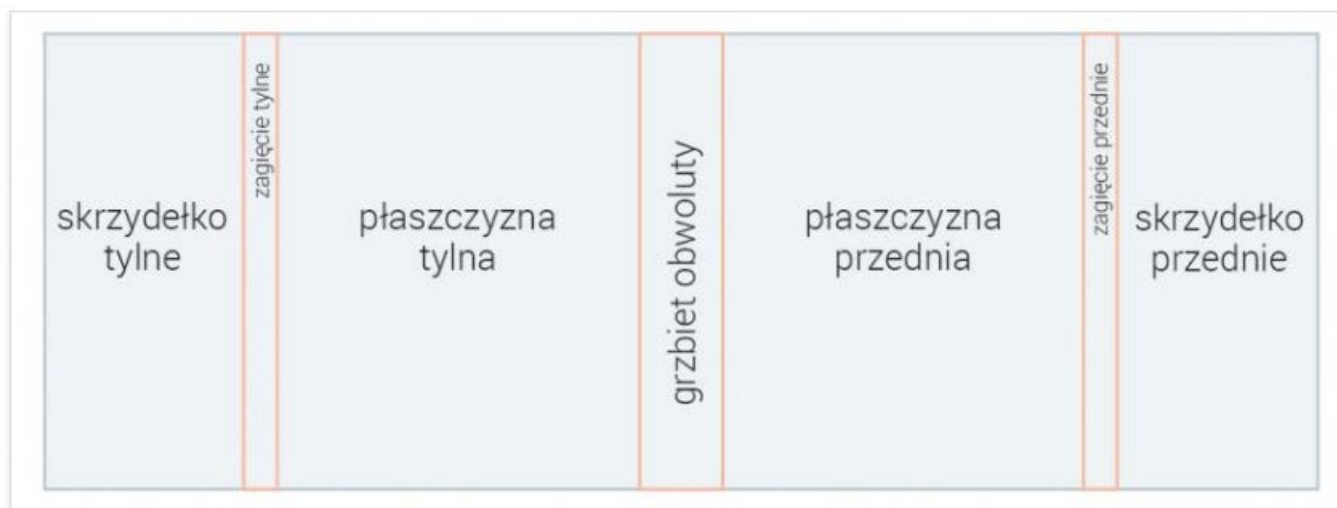 skrzydełko
tylne
zagięcie tylne
płaszczyzna
tylna
grzbiet obwoluty
płaszczyzna
przednia
zagięcie przednie
skrzydełko
przednie